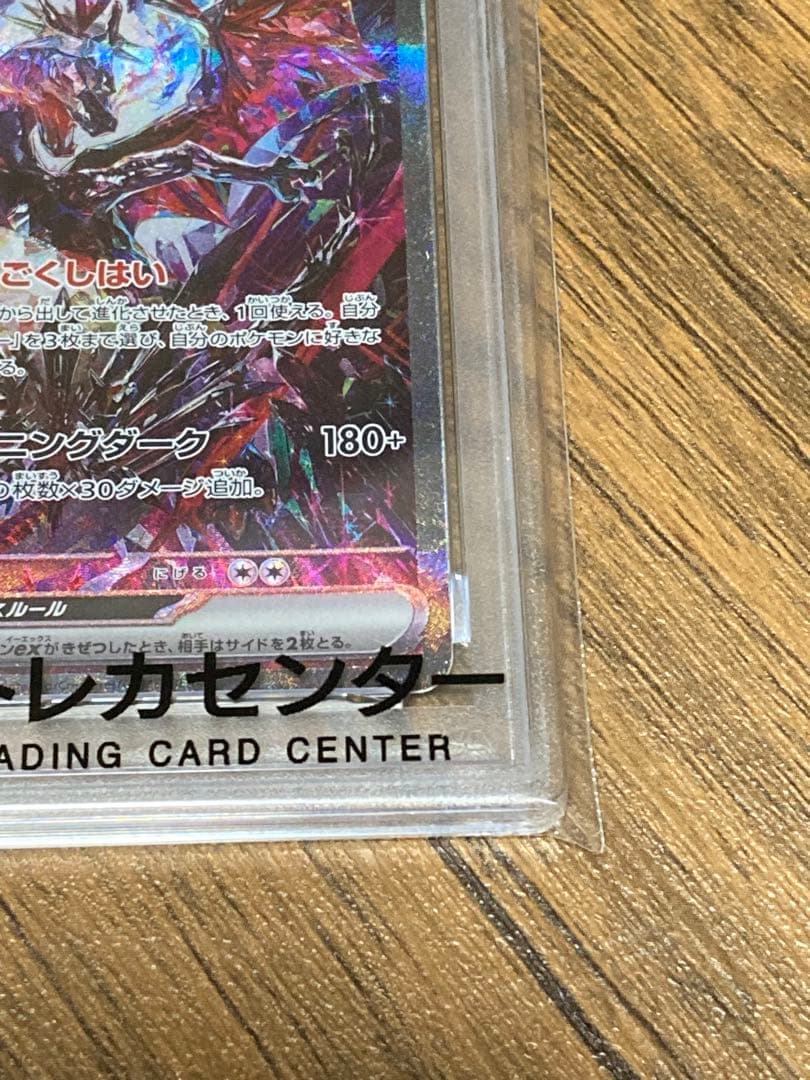 ごくしはい
から出して進化させたとき、1回使える。自分
ー」を3枚まで選び、自分のポケモンに好きな
る。
ニングダーク 180+
の枚数×30ダメージ追加。
にげる
スルール
ンexがきぜつしたとき、相手はサイドを2枚とる。
トレカセンター
ADING CARD CENTER